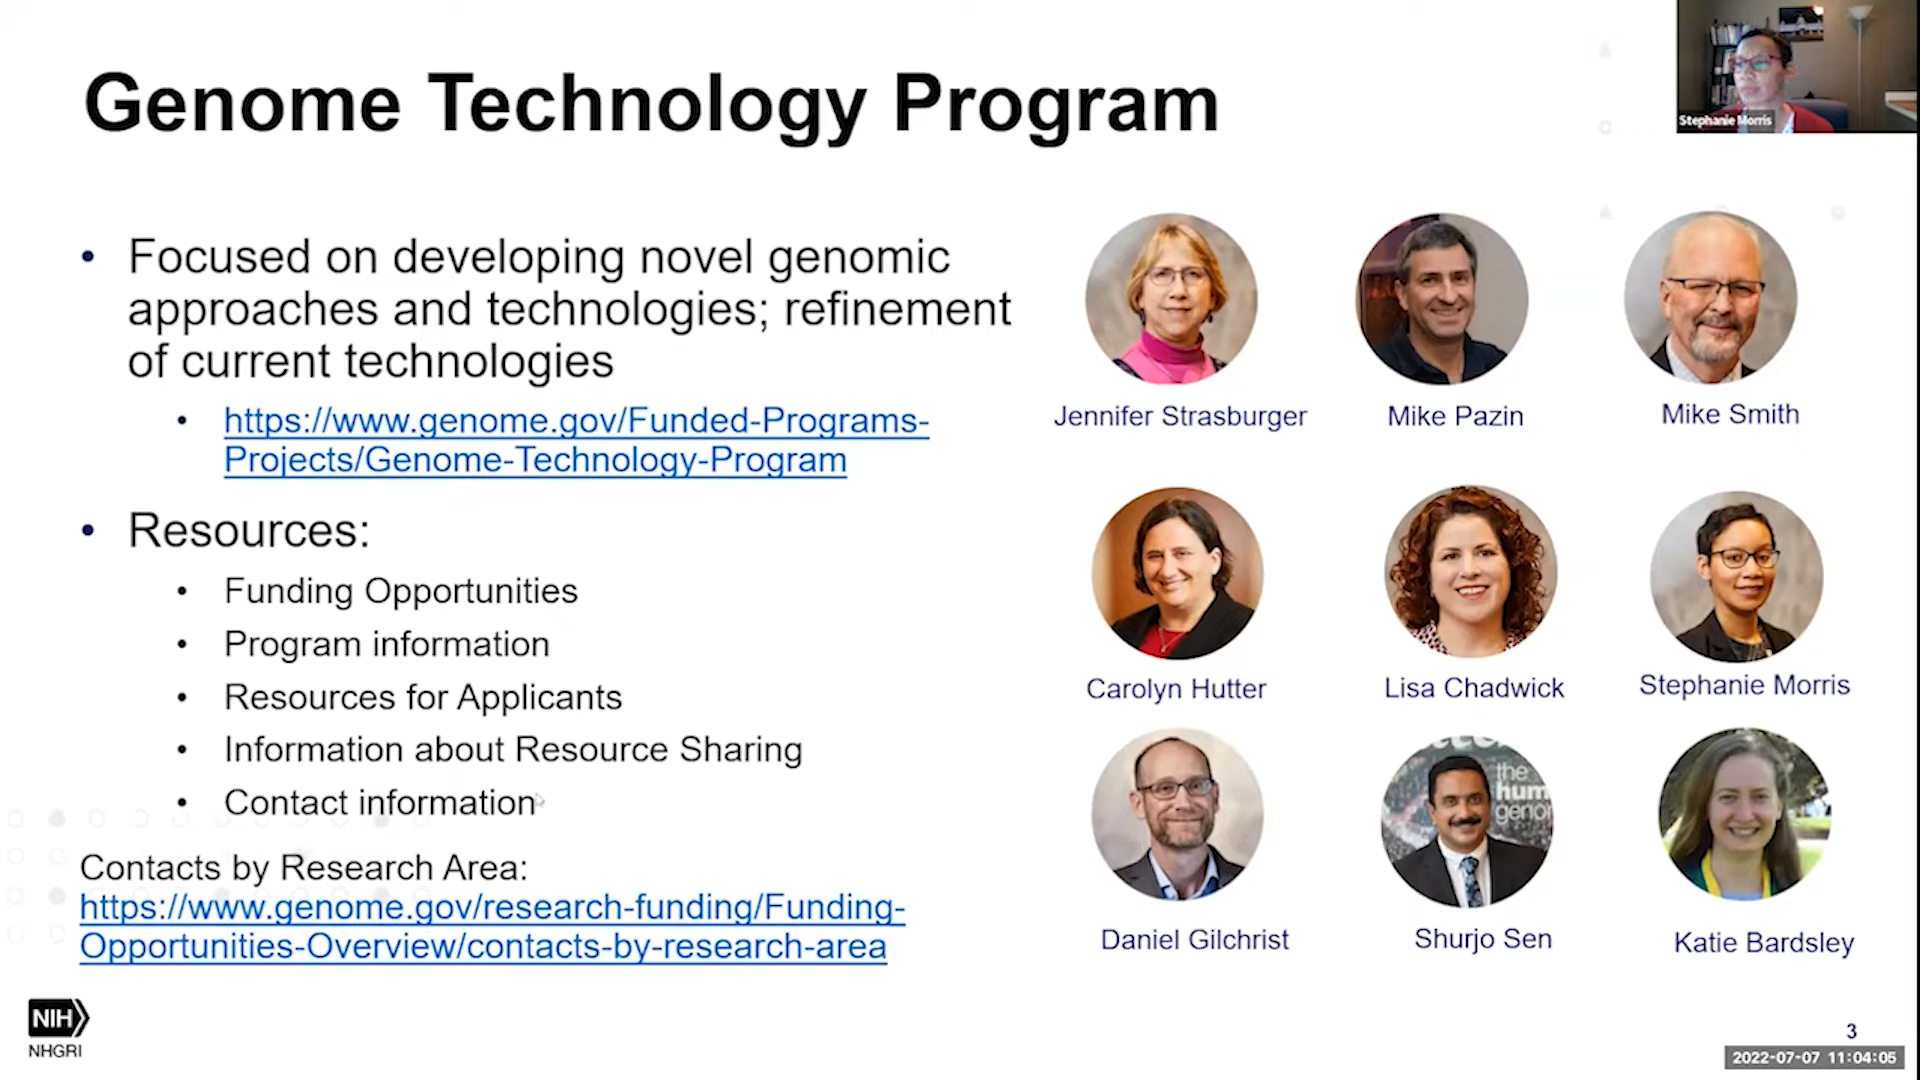 Genome Technology Program
Stephanie Morris
• Focused on developing novel genomic
approaches and technologies; refinement
of current technologies
• https://www.genome.gov/Funded-Programs-
Projects/Genome-Technology-Program
• Resources:
• Funding Opportunities
• Program information
• Resources for Applicants
• Information about Resource Sharing
• Contact information
Contacts by Research Area:
https://www.genome.gov/research-funding/Funding-
Opportunities-Overview/contacts-by-research-area
Jennifer Strasburger
Mike Pazin
Mike Smith
Carolyn Hutter
Lisa Chadwick
Stephanie Morris
the
hum
genor
Daniel Gilchrist
Shurjo Sen
Katie Bardsley
NIH
NHGRI
3
2022-07-07 11:04:05